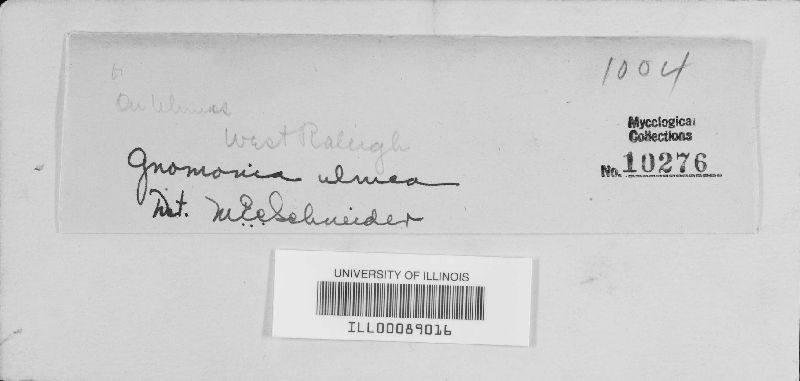 1004
On Ulmus
West Raleigh
Mycological
Collections
No. 10276
Gnomonia ulmea
Det. M.E. Schneider
UNIVERSITY OF ILLINOIS
ILL00089016